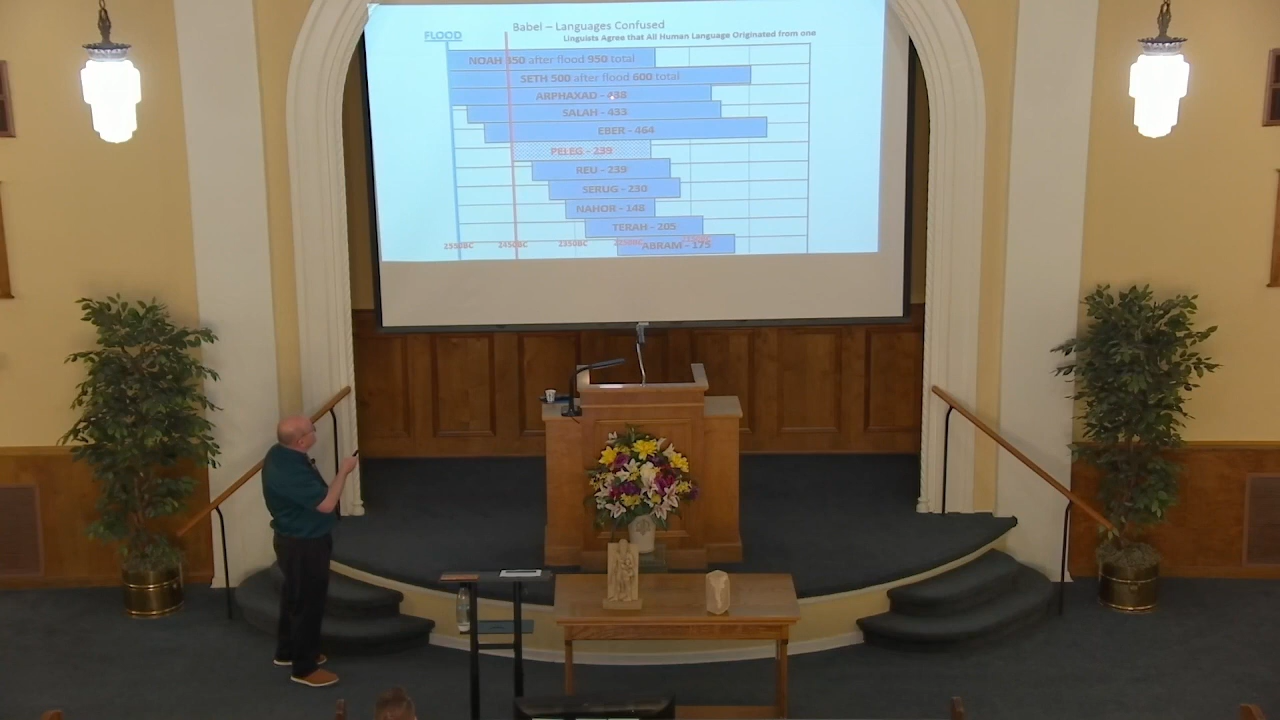 Babel – Languages Confused
FLOOD
Linguists Agree that All Human Language Originated from one
NOAH 350 after flood 950 total
SETH 500 after flood 600 total
ARPHAXAD - 438
SALAH - 433
EBER - 464
PELEG - 239
REU - 239
SERUG - 230
NAHOR - 148
TERAH - 205
2550BC 2450BC 2350BC 2250BC
ABRAM - 175